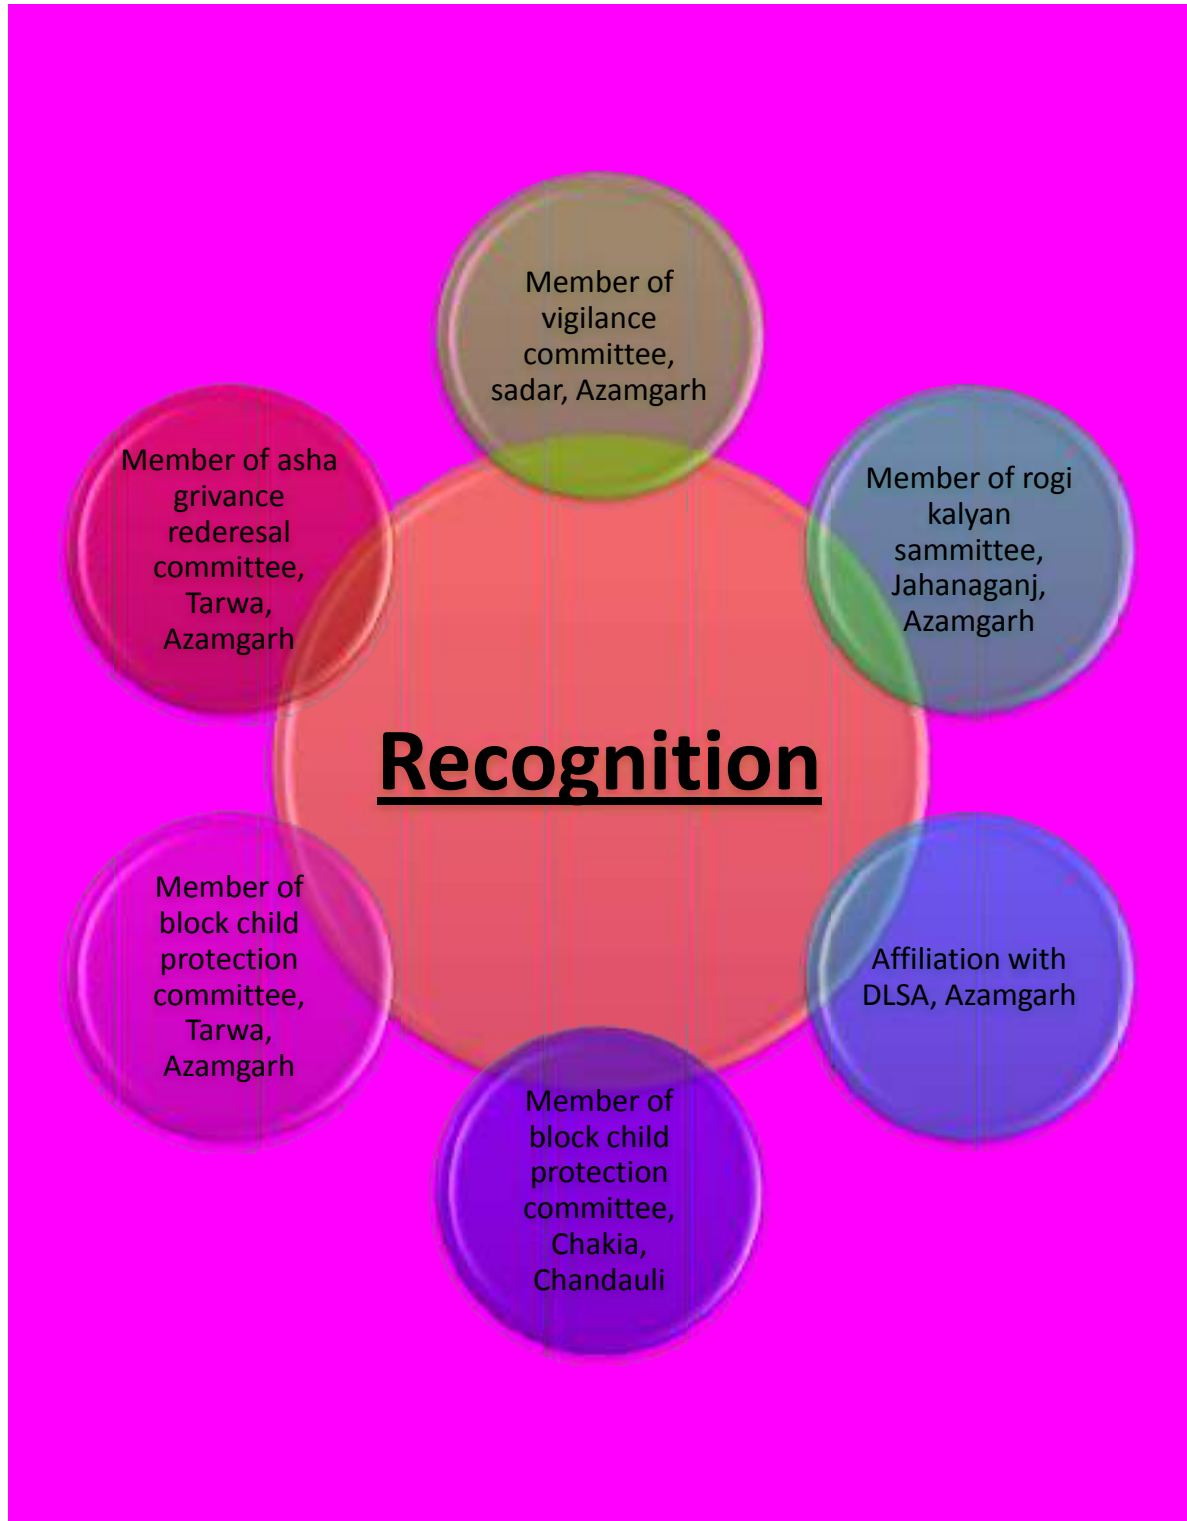 Member of
vigilance
committee,
sadar, Azamgarh
Member of rogi
kalyan
sammittee,
Jahanaganj,
Azamgarh
Affiliation with
DLSA, Azamgarh
Member of
block child
protection
committee,
Chakia,
Chandauli
Member of
block child
protection
committee,
Tarwa,
Azamgarh
Member of asha
grivance
rederesal
committee,
Tarwa,
Azamgarh
Recognition